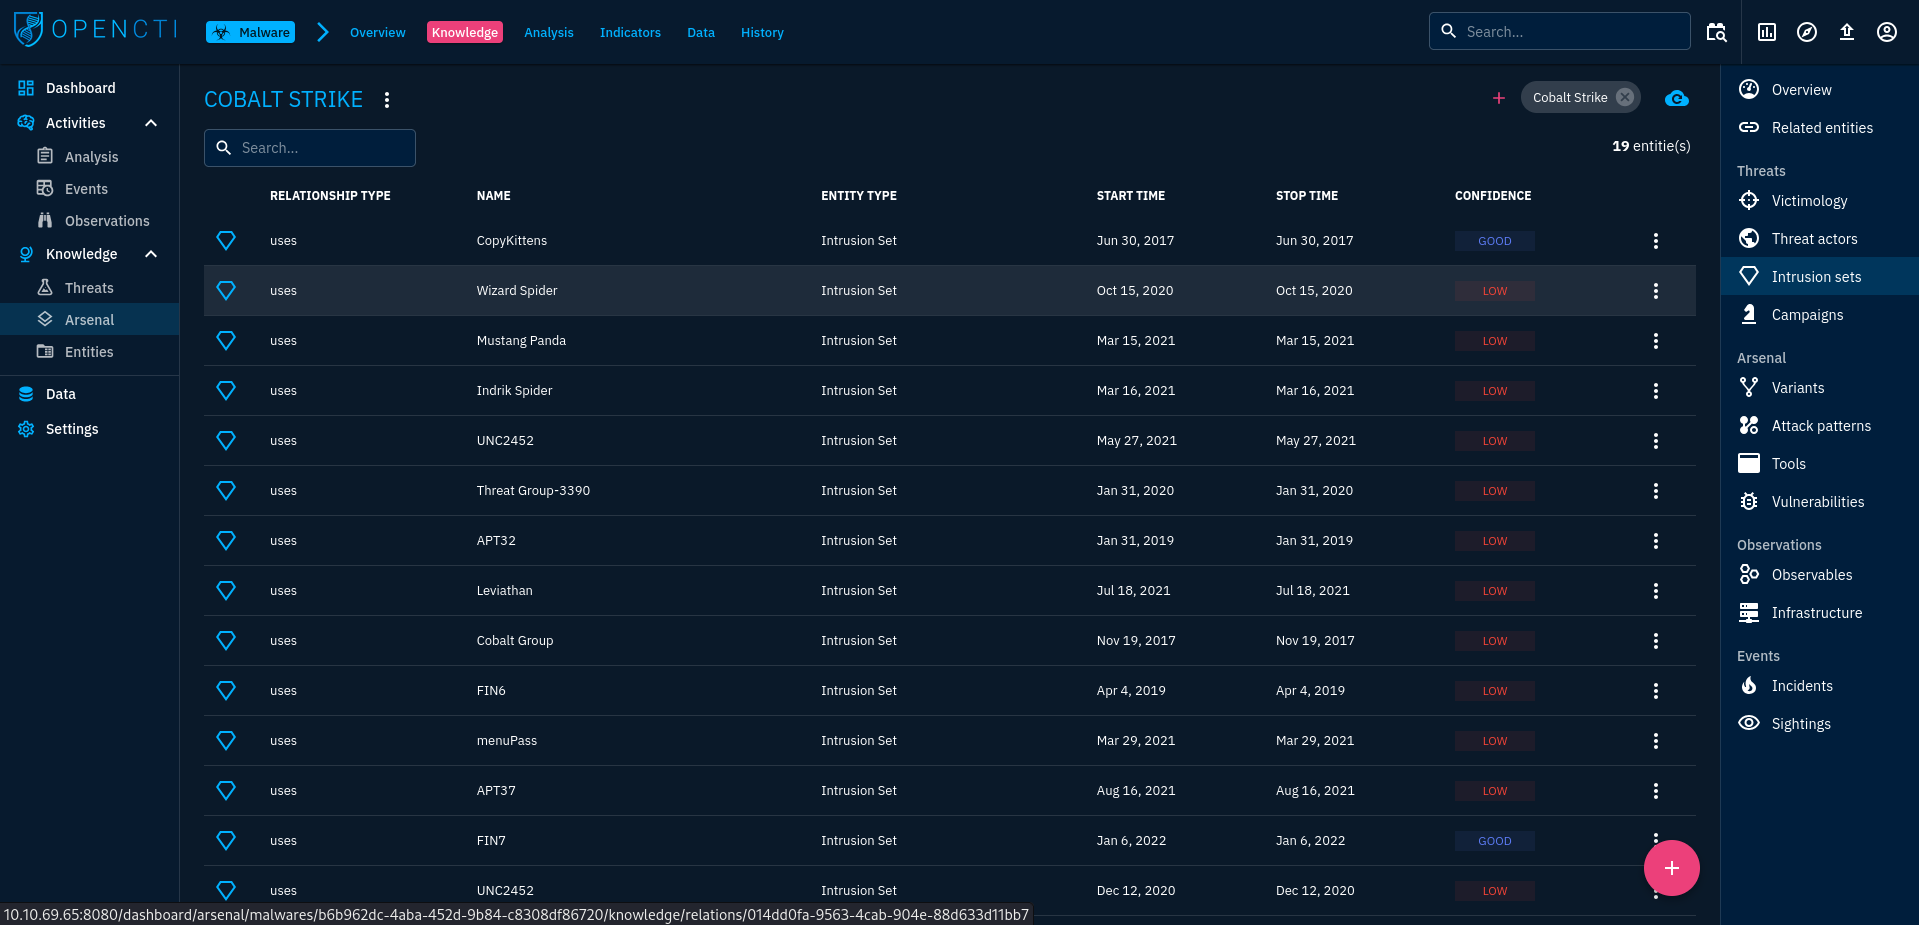 OPENCTI
Malware
Overview
Knowledge
Analysis
Indicators
Data
History
Search...
Dashboard
Activities
Analysis
Events
Observations
Knowledge
Threats
Arsenal
Entities
Data
Settings
COBALT STRIKE
Cobalt Strike
Search...
19 entitie(s)
RELATIONSHIP TYPE NAME ENTITY TYPE START TIME STOP TIME CONFIDENCE
uses CopyKittens Intrusion Set Jun 30, 2017 Jun 30, 2017 GOOD
uses Wizard Spider Intrusion Set Oct 15, 2020 Oct 15, 2020 LOW
uses Mustang Panda Intrusion Set Mar 15, 2021 Mar 15, 2021 LOW
uses Indrik Spider Intrusion Set Mar 16, 2021 Mar 16, 2021 LOW
uses UNC2452 Intrusion Set May 27, 2021 May 27, 2021 LOW
uses Threat Group-3390 Intrusion Set Jan 31, 2020 Jan 31, 2020 LOW
uses APT32 Intrusion Set Jan 31, 2019 Jan 31, 2019 LOW
uses Leviathan Intrusion Set Jul 18, 2021 Jul 18, 2021 LOW
uses Cobalt Group Intrusion Set Nov 19, 2017 Nov 19, 2017 LOW
uses FIN6 Intrusion Set Apr 4, 2019 Apr 4, 2019 LOW
uses menuPass Intrusion Set Mar 29, 2021 Mar 29, 2021 LOW
uses APT37 Intrusion Set Aug 16, 2021 Aug 16, 2021 LOW
uses FIN7 Intrusion Set Jan 6, 2022 Jan 6, 2022 GOOD
uses UNC2452 Intrusion Set Dec 12, 2020 Dec 12, 2020 LOW
Overview
Related entities
Threats
Victimology
Threat actors
Intrusion sets
Campaigns
Arsenal
Variants
Attack patterns
Tools
Vulnerabilities
Observations
Observables
Infrastructure
Events
Incidents
Sightings
10.10.69.65:8080/dashboard/arsenal/malwares/b6b962dc-4aba-452d-9b84-c8308df86720/knowledge/relations/014dd0fa-9563-4cab-904e-88d633d11bb7